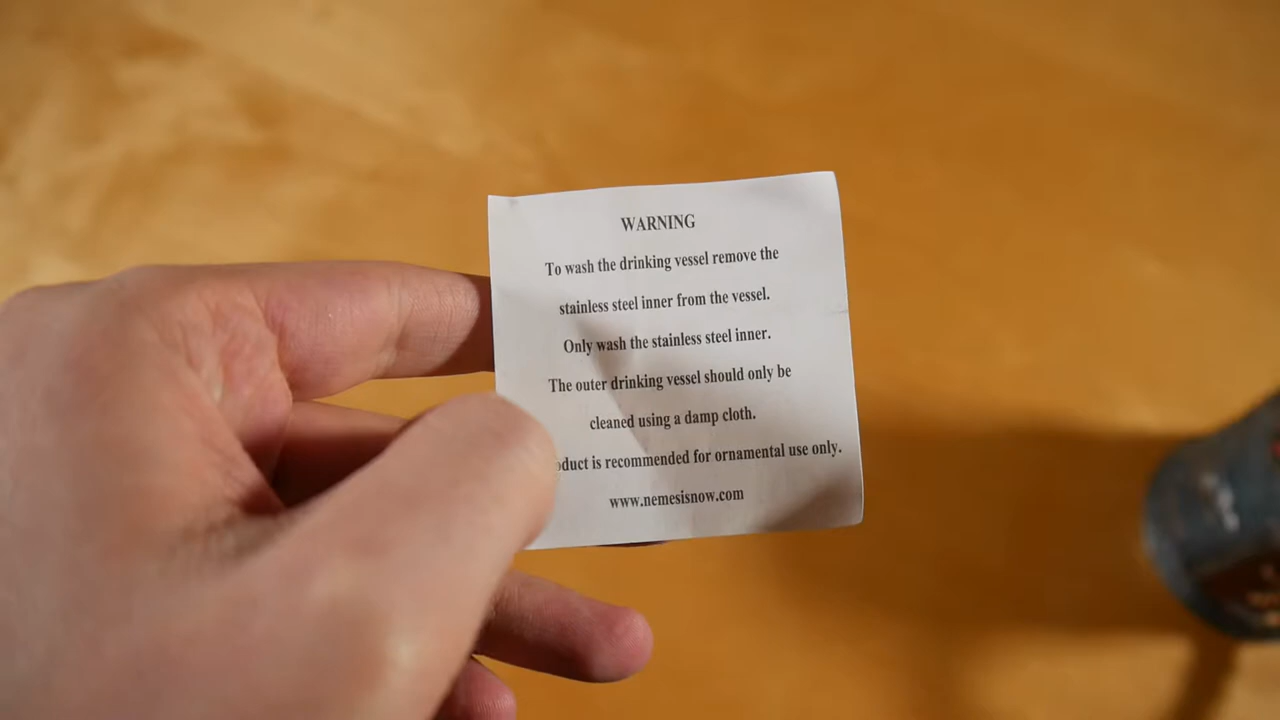 WARNING
To wash the drinking vessel remove the
stainless steel inner from the vessel.
Only wash the stainless steel inner.
The outer drinking vessel should only be
cleaned using a damp cloth.
is recommended for ornamental use only.
www.nemesisnow.com